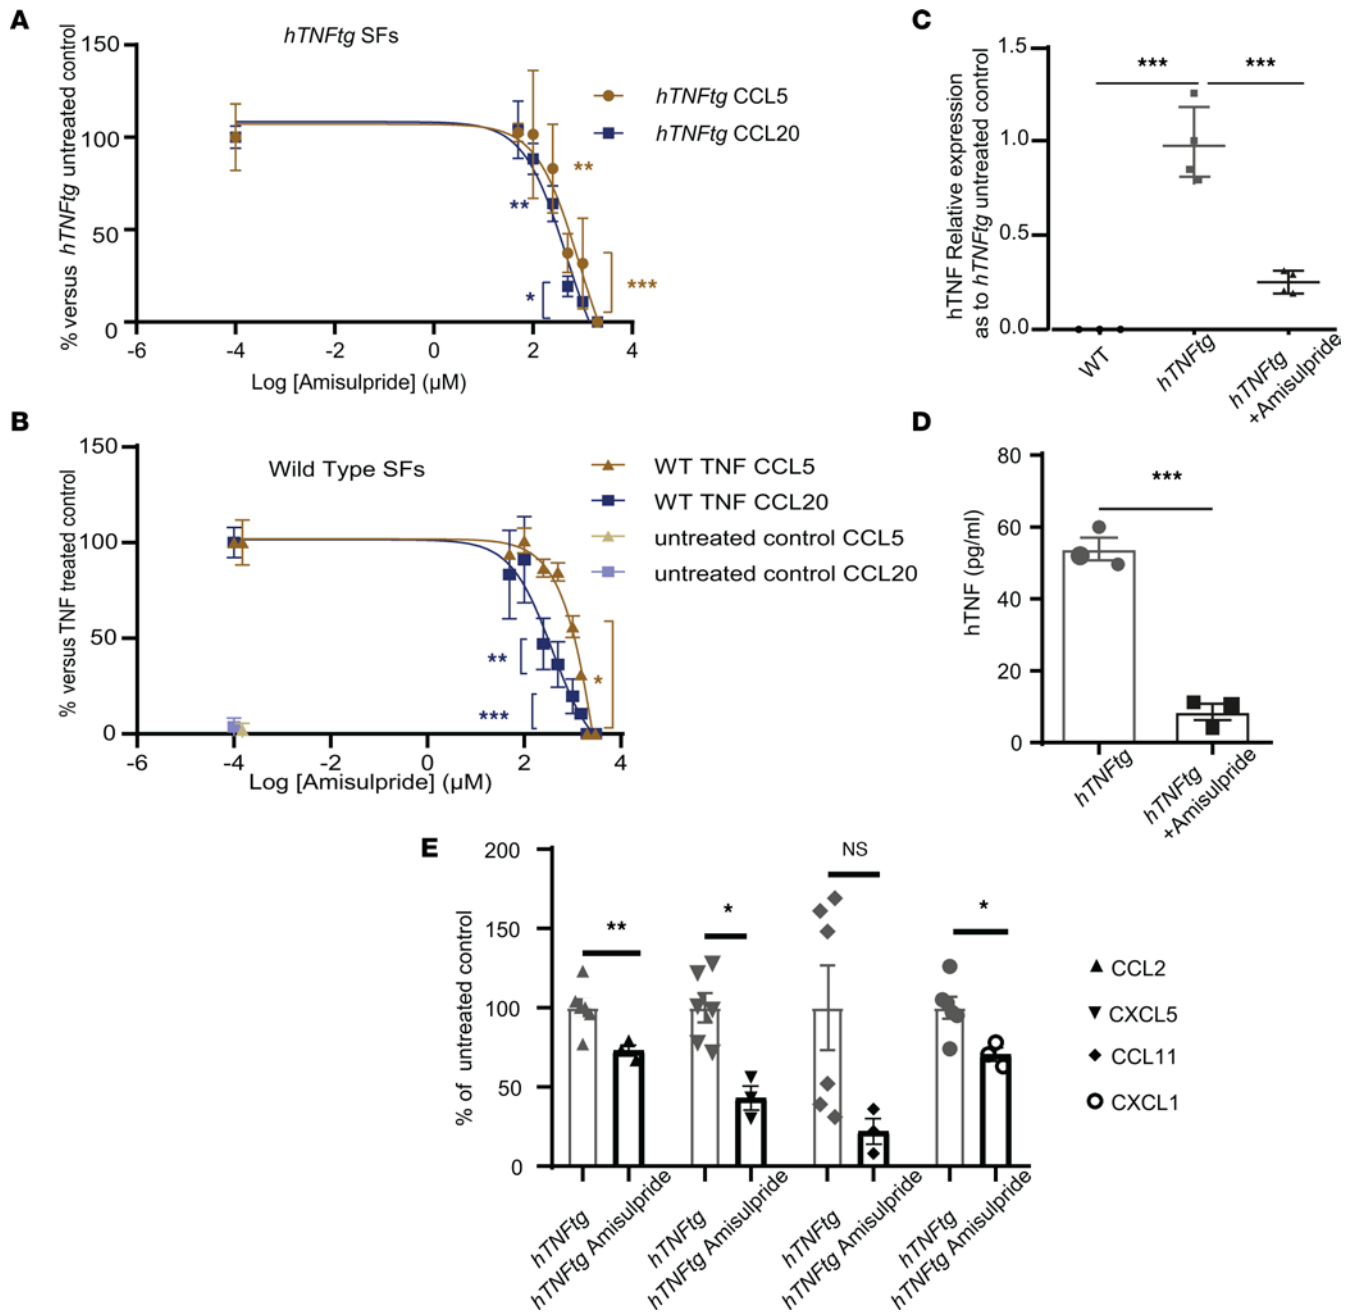 A
hTNFtg SFs
% versus hTNFtg untreated control
150
100
50
0
-6
-4
0
2
4
Log [Amisulpride] (µM)
hTNFtg CCL5
hTNFtg CCL20
**
**
*
***
B
Wild Type SFs
% versus TNF treated control
150
100
50
0
-6
-4
-2
0
2
4
Log [Amisulpride] (µM)
WT TNF CCL5
WT TNF CCL20
untreated control CCL5
untreated control CCL20
**
***
*
C
hTNF Relative expression
as to hTNFtg untreated control
1.5
1.0
0.5
0.0
***
***
WT
hTNFtg
hTNFtg
+Amisulpride
D
hTNF (pg/ml)
80
60
40
20
0
***
hTNFtg
hTNFtg
+Amisulpride
E
% of untreated control
200
150
100
50
0
**
*
NS
*
hTNFtg
hTNFtg Amisulpride
hTNFtg
hTNFtg Amisulpride
hTNFtg
hTNFtg Amisulpride
hTNFtg
hTNFtg Amisulpride
CCL2
CXCL5
CCL11
CXCL1